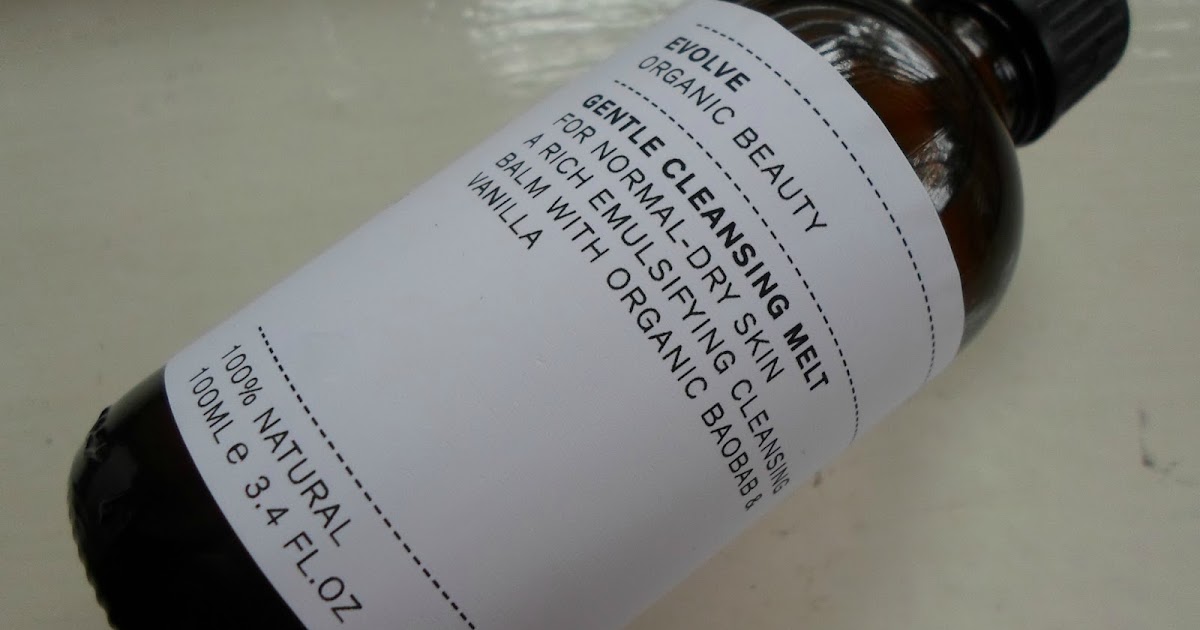 EVOLVE
ORGANIC BEAUTY
GENTLE CLEANSING MELT
FOR NORMAL-DRY SKIN
A RICH EMULSIFYING CLEANSING
BALM WITH ORGANIC BAOBAB &
VANILLA
100% NATURAL
100ML e 3.4 FL.OZ